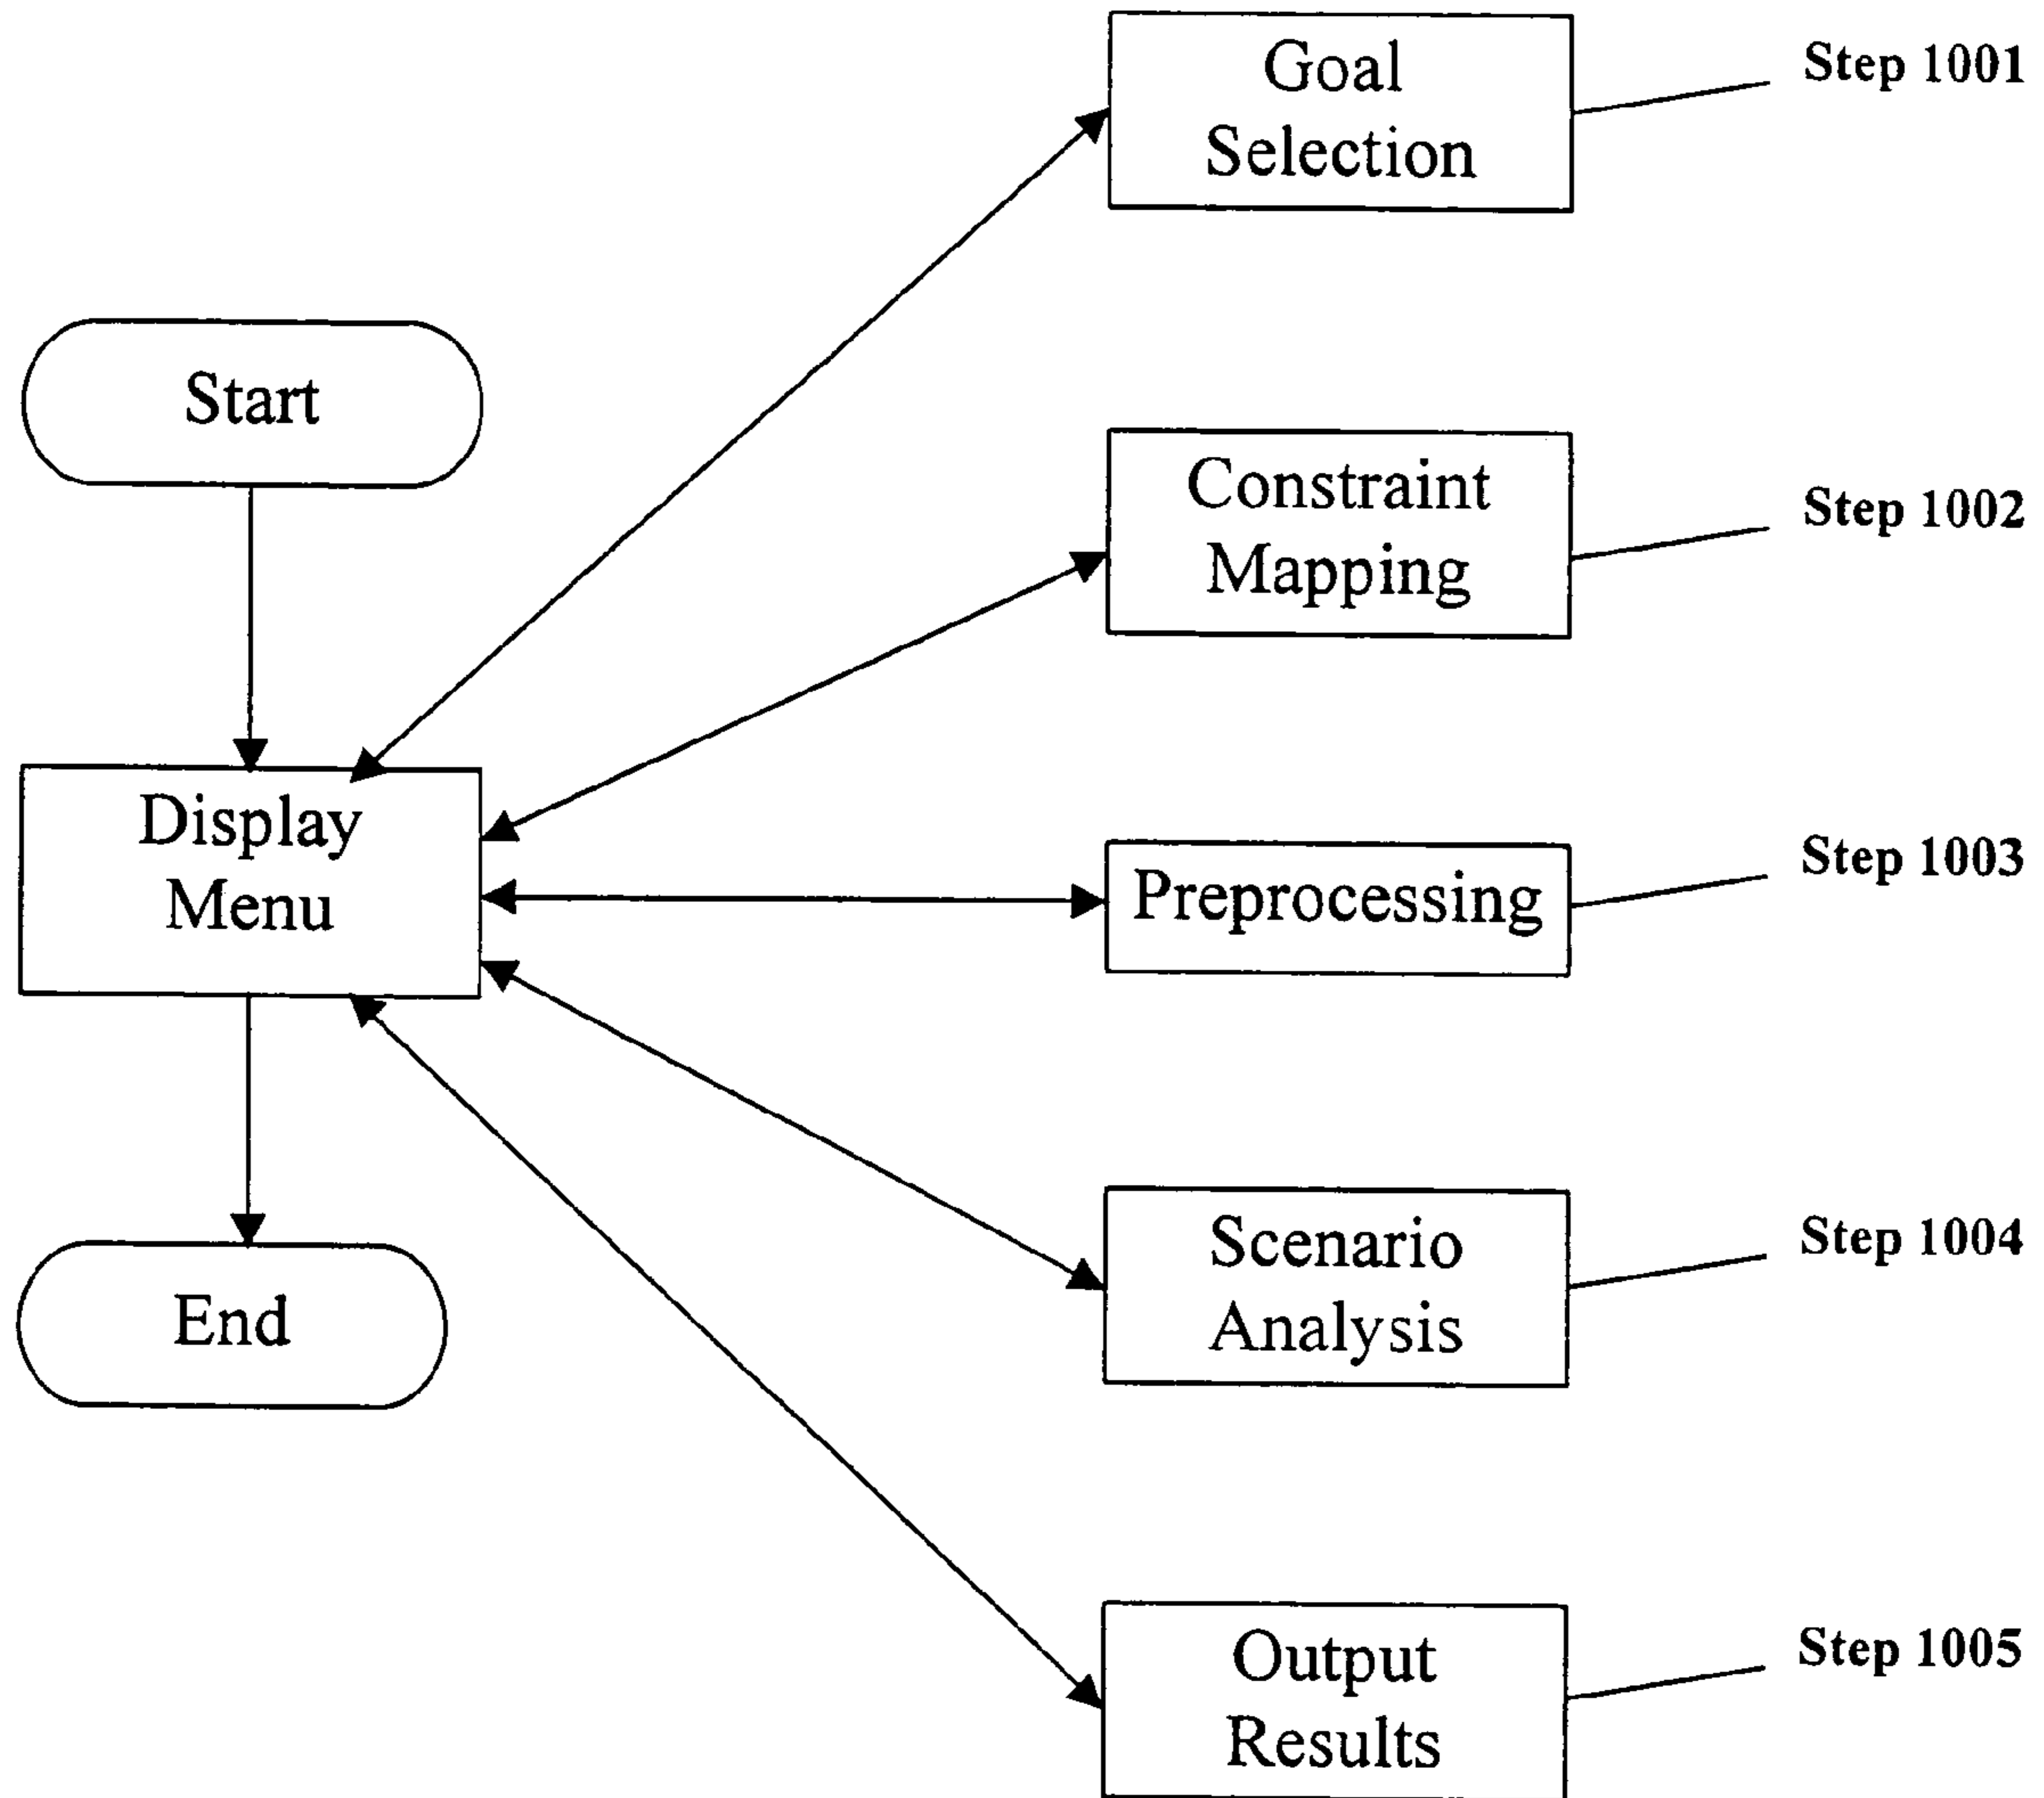 Goal
Selection
Step 1001
Start
Constraint
Mapping
Step 1002
Display
Menu
Preprocessing
Step 1003
Scenario
Analysis
Step 1004
End
Output
Results
Step 1005